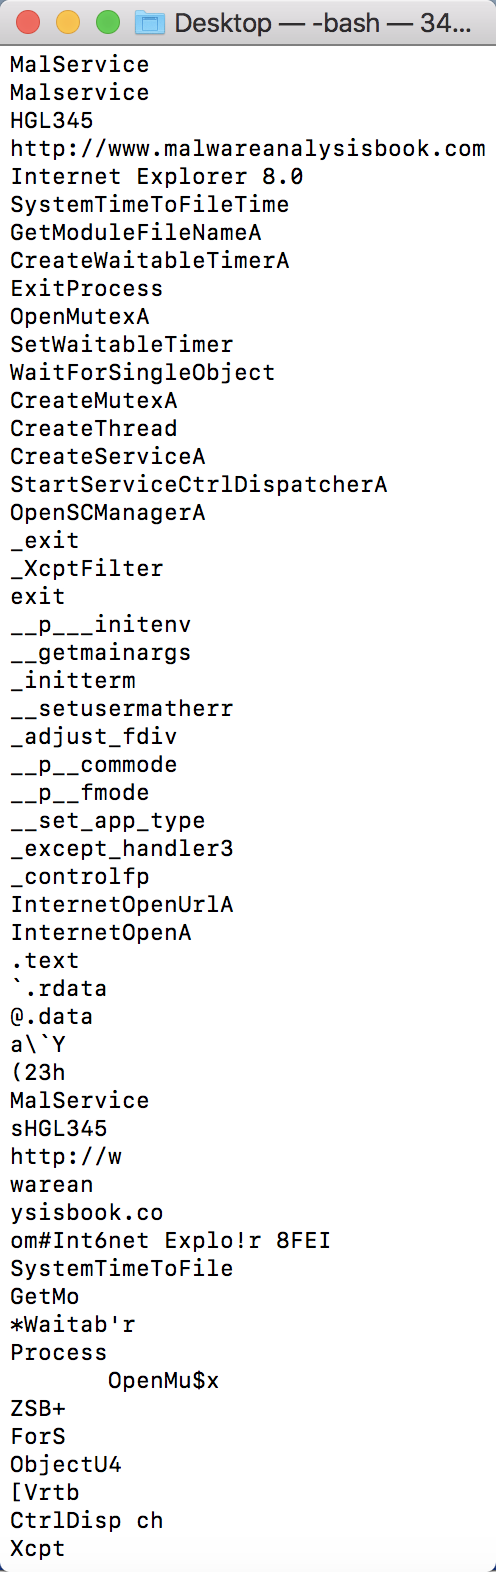 Desktop — -bash — 34...
MalService
Malservice
HGL345
http://www.malwareanalysisbook.com
Internet Explorer 8.0
SystemTimeToFileTime
GetModuleFileNameA
CreateWaitableTimerA
ExitProcess
OpenMutexA
SetWaitableTimer
WaitForSingleObject
CreateMutexA
CreateThread
CreateServiceA
StartServiceCtrlDispatcherA
OpenSCManagerA
_exit
_XcptFilter
exit
__p___initenv
__getmainargs
_initterm
__setusermatherr
_adjust_fdiv
__p__commode
__p__fmode
__set_app_type
_except_handler3
_controlfp
InternetOpenUrlA
InternetOpenA
.text
`.rdata
@.data
a\`Y
(23h
MalService
sHGL345
http://w
warean
ysisbook.co
om#Int6net Explo!r 8FEI
SystemTimeToFile
GetMo
*Waitab'r
Process
OpenMu$x
ZSB+
ForS
ObjectU4
[Vrtb
CtrlDisp ch
Xcpt